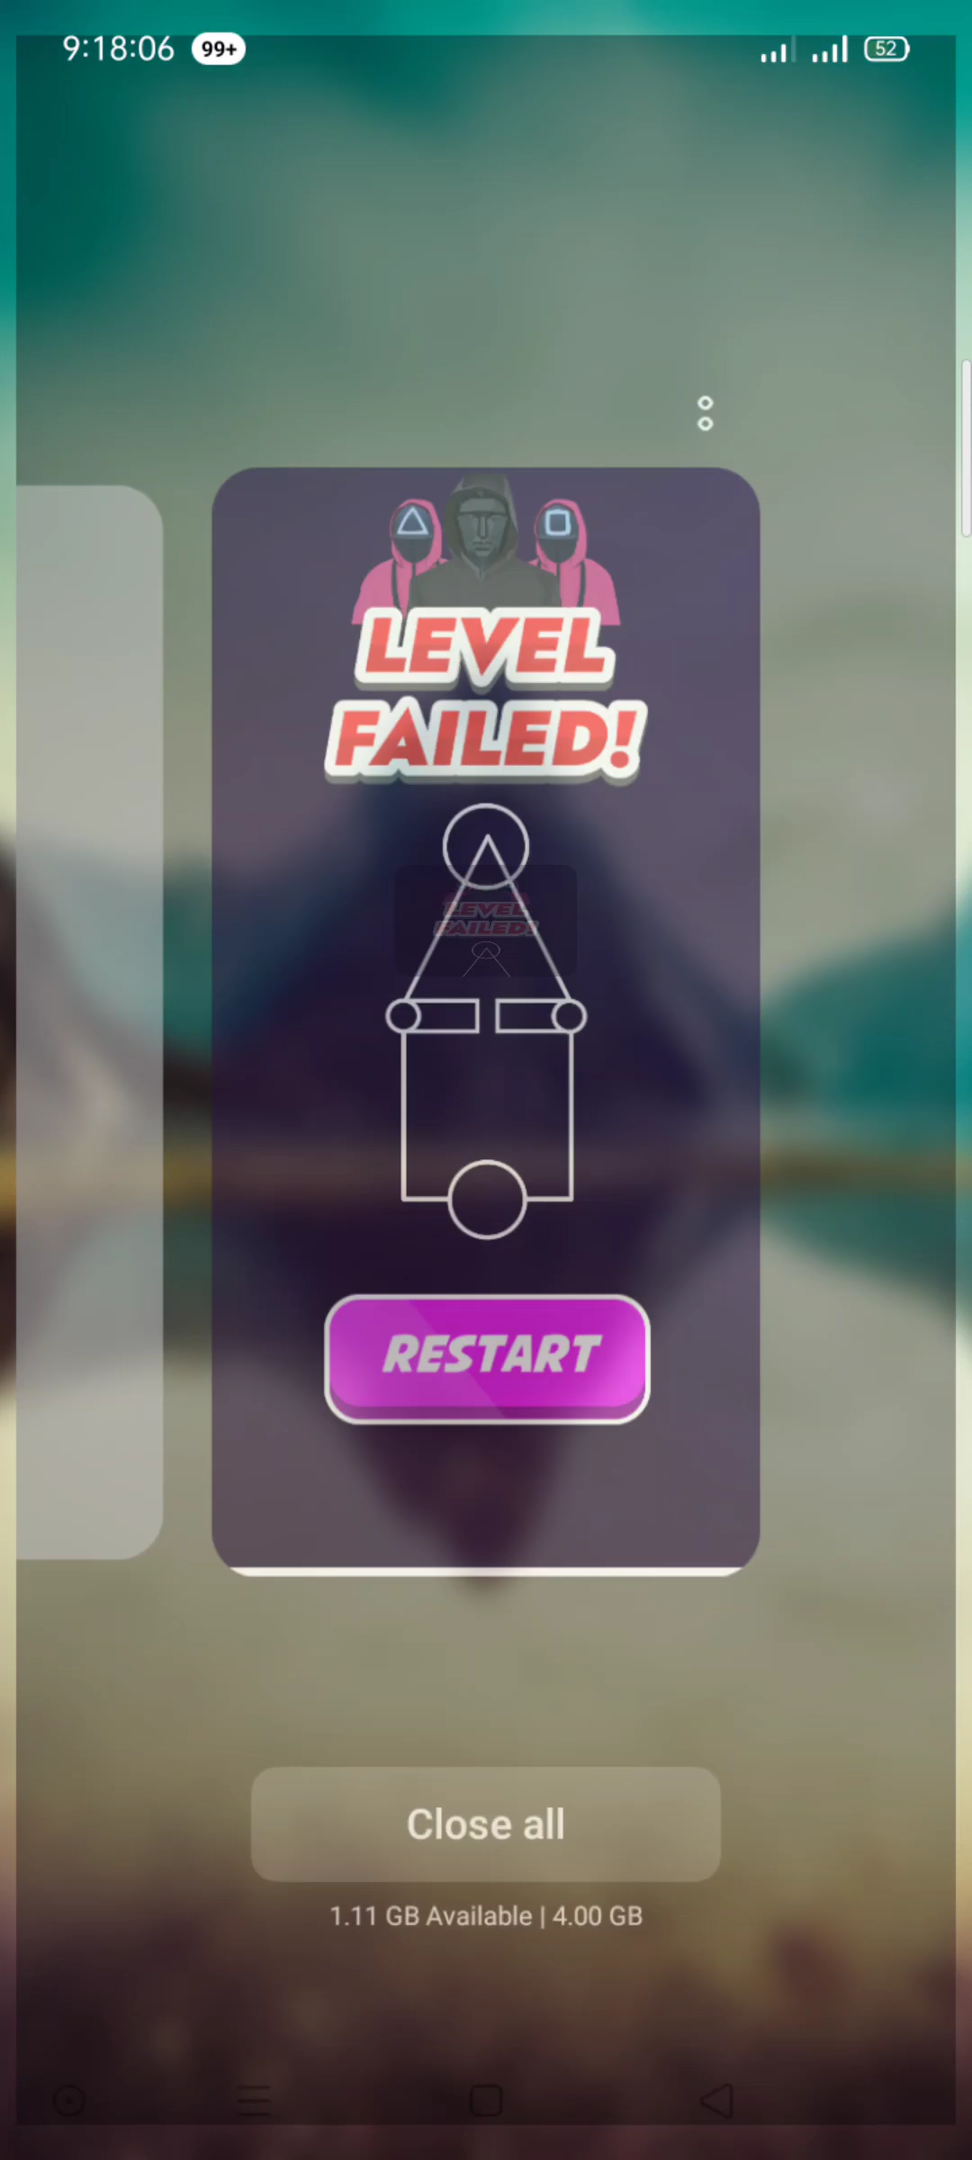 9:18:06 99+ 52
LEVEL
FAILED!
LEVEL
FAILED!
RESTART
Close all
1.11 GB Available | 4.00 GB